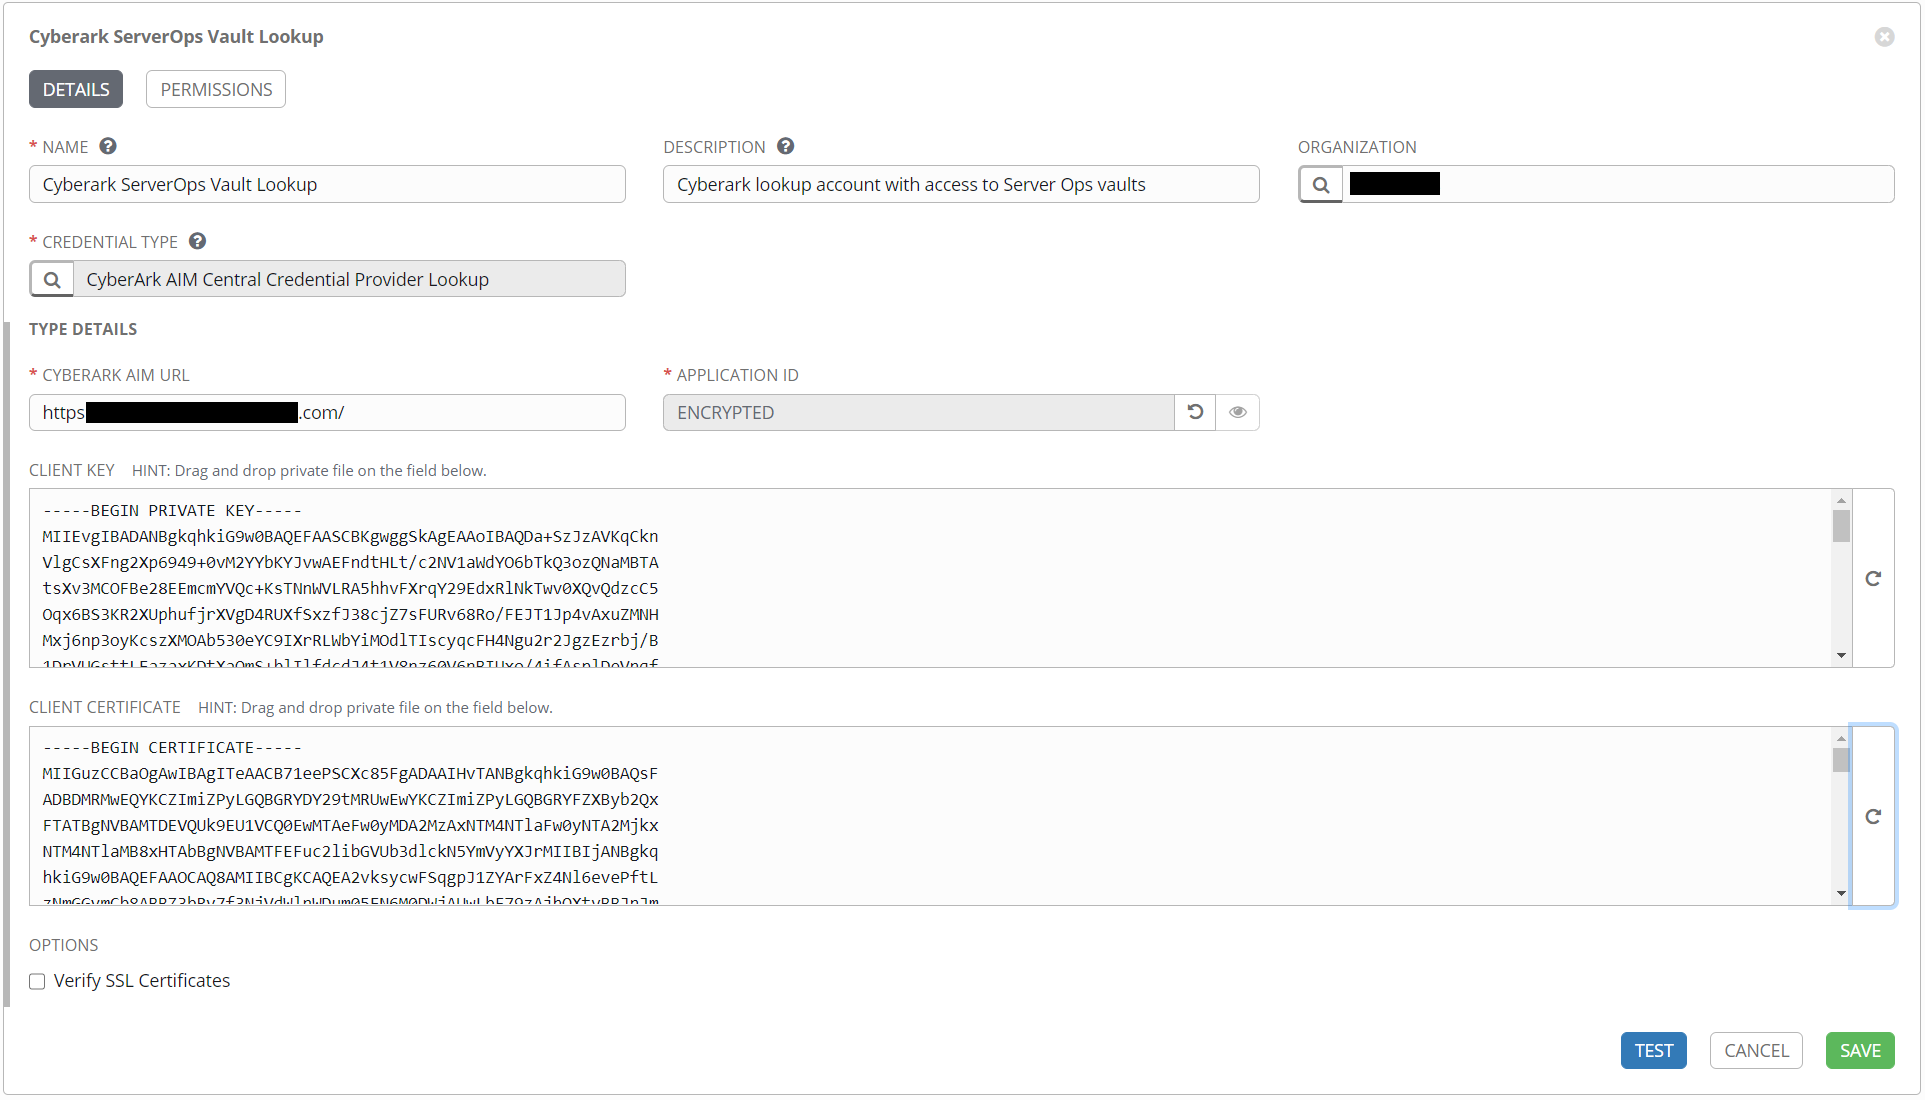 Cyberark ServerOps Vault Lookup
DETAILS
PERMISSIONS
* NAME
DESCRIPTION
ORGANIZATION
Cyberark ServerOps Vault Lookup
Cyberark lookup account with access to Server Ops vaults
* CREDENTIAL TYPE
CyberArk AIM Central Credential Provider Lookup
TYPE DETAILS
* CYBERARK AIM URL
* APPLICATION ID
https .com/
ENCRYPTED
CLIENT KEY HINT: Drag and drop private file on the field below.
-----BEGIN PRIVATE KEY-----
MIIEvgIBADANBgkqhkiG9w0BAQEFAASCBKgwggSkAgEAAoIBAQDa+SzJzAVKqCkn
VlgCsXFng2Xp6949+0vM2YYbKYJvwAEFndtHLt/c2NV1aWdYO6bTkQ3ozQNaMBTA
tsXv3MCOFBe28EEmcmYVQc+KsTNnWVLRA5hhvFXrqY29EdxRlNkTwv0XQvQdzcC5
Oqx6BS3KR2XUphufjrXVgD4RUXfSxzfJ38cjZ7sFURv68Ro/FEJT1Jp4vAxuZMNH
Mxj6np3oyKcszXMOAb530eYC9IXrRLWbYiMOdlTIscyqcFH4Ngu2r2JgzEzrbj/B
CLIENT CERTIFICATE HINT: Drag and drop private file on the field below.
-----BEGIN CERTIFICATE-----
MIIGuzCCBaOgAwIBAgITeAACB71eePSCXc85FgADAAIHvTANBgkqhkiG9w0BAQsF
ADBDMRMwEQYKCZImiZPyLGQBGRYDY29tMRUwEwYKCZImiZPyLGQBGRYFZXByb2Qx
FTATBgNVBAMTDEVQUk9EU1VCQ0EwMTAeFw0yMDA2MzAxNTM4NTlaFw0yNTA2Mjkx
NTM4NTlaMB8xHTAbBgNVBAMTFEFuc2libGVUb3dlckN5YmVyYXJrMIIBIjANBgkq
hkiG9w0BAQEFAAOCAQ8AMIIBCgKCAQEA2vksycwFSqgpJ1ZYArFxZ4Nl6evePftL
OPTIONS
Verify SSL Certificates
TEST
CANCEL
SAVE